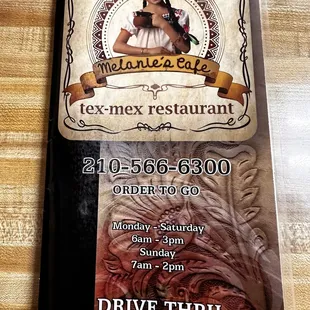 Melanie's Cafe
tex-mex restaurant
210-566-6300
ORDER TO GO
Monday - Saturday
6am - 3pm
Sunday
7am - 2pm
DRIVE THRU